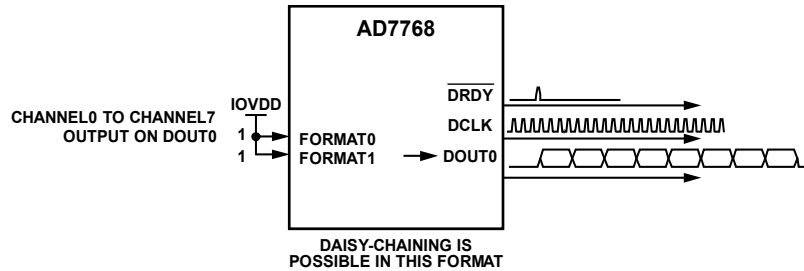 AD7768
DRDY
IOVDD
CHANNEL0 TO CHANNEL7
OUTPUT ON DOUT0
DCLK
1
FORMAT0
1
FORMAT1
DOUT0
DAISY-CHAINING IS
POSSIBLE IN THIS FORMAT